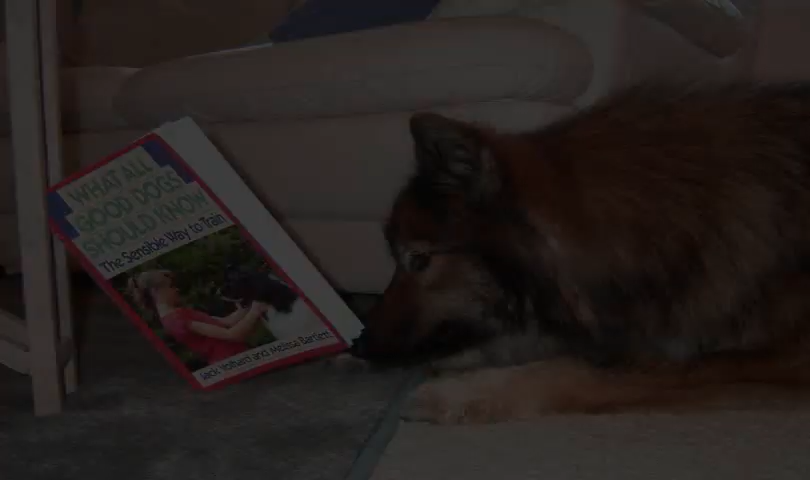 WHAT ALL
GOOD DOGS
SHOULD KNOW
The Sensible Way to Train
Jack Volhard and Melissa Bartlett